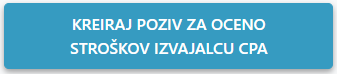 KREIRAJ POZIV ZA OCENO
STROŠKOV IZVAJALCU CPA